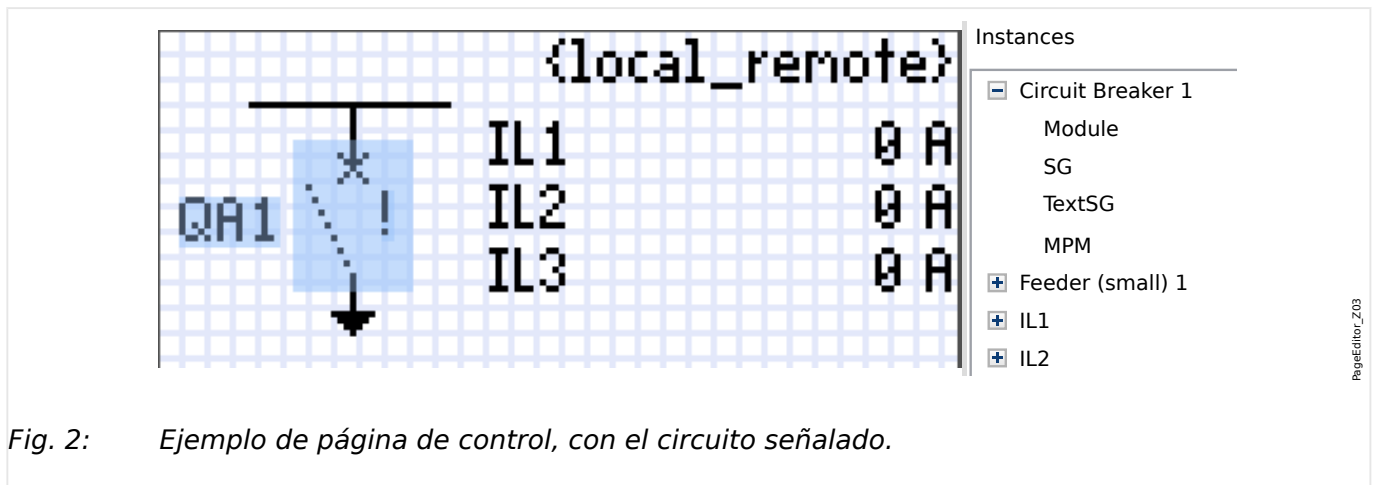 {local_remote}
IL1 0 A
QA1 ! IL2 0 A
IL3 0 A
Instances
Circuit Breaker 1
Module
SG
TextSG
MPM
Feeder (small) 1
IL1
IL2
PageEditor_Z03
Fig. 2: Ejemplo de página de control, con el circuito señalado.